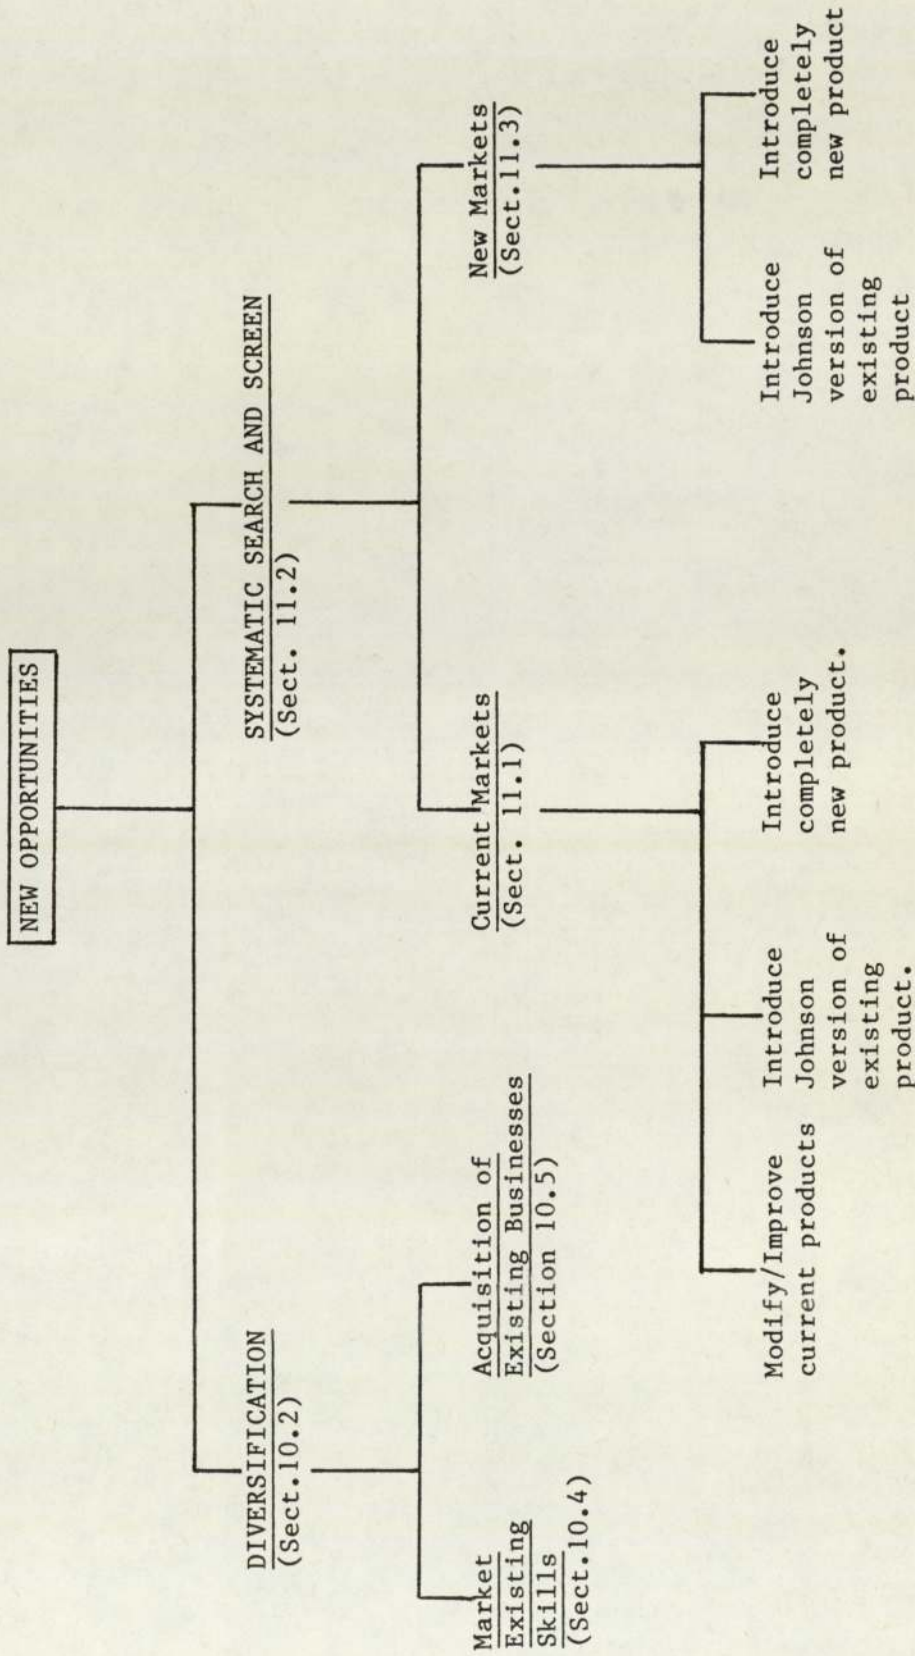 NEW OPPORTUNITIES
DIVERSIFICATION
(Sect.10.2)
SYSTEMATIC SEARCH AND SCREEN
(Sect. 11.2)
Market
Existing
Skills
(Sect.10.4)
Acquisition of
Existing Businesses
(Section 10.5)
Current Markets
(Sect. 11.1)
New Markets
(Sect.11.3)
Modify/Improve
current products
Introduce
Johnson
version of
existing
product.
Introduce
completely
new product.
Introduce
Johnson
version of
existing
product
Introduce
completely
new product